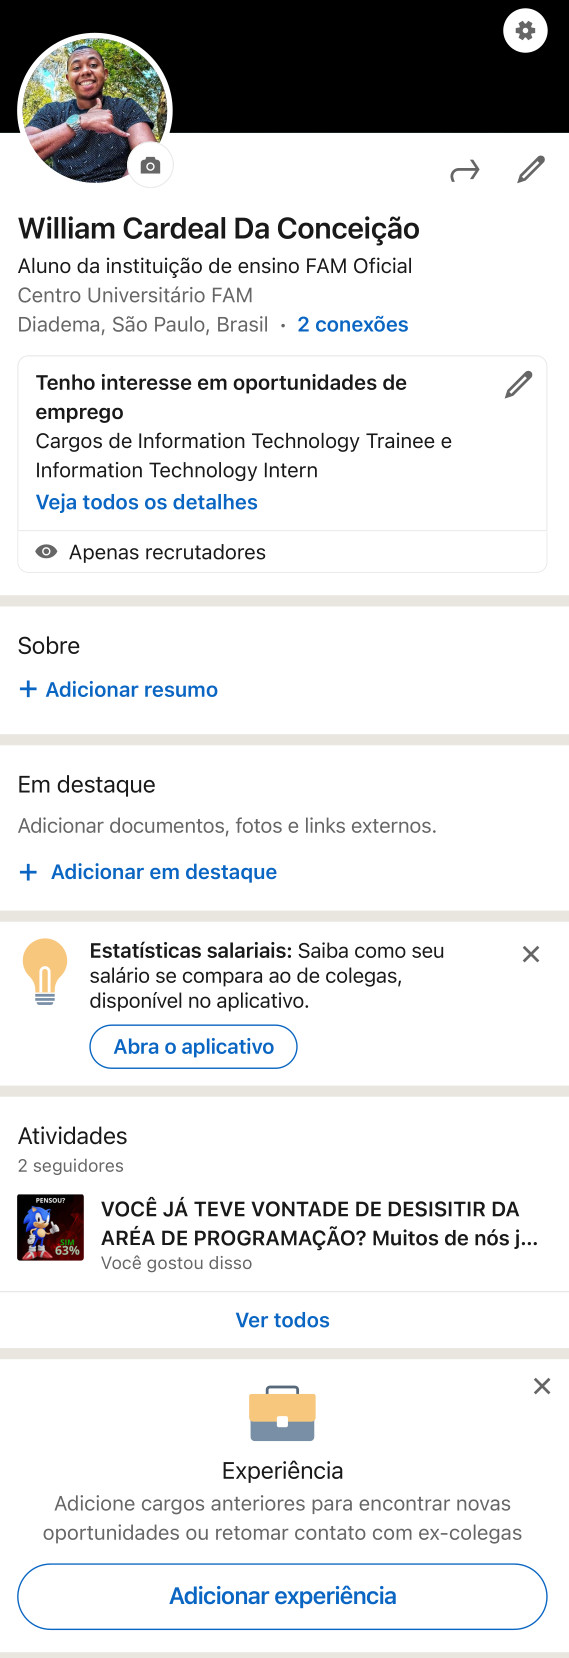 William Cardeal Da Conceição
Aluno da instituição de ensino FAM Oficial
Centro Universitário FAM
Diadema, São Paulo, Brasil · 2 conexões
Tenho interesse em oportunidades de
emprego
Cargos de Information Technology Trainee e
Information Technology Intern
Veja todos os detalhes
Apenas recrutadores
Sobre
+ Adicionar resumo
Em destaque
Adicionar documentos, fotos e links externos.
+ Adicionar em destaque
Estatísticas salariais: Saiba como seu
salário se compara ao de colegas,
disponível no aplicativo.
Abra o aplicativo
Atividades
2 seguidores
PENSOU?
SIM
63%
VOCÊ JÁ TEVE VONTADE DE DESISITIR DA
ARÉA DE PROGRAMAÇÃO? Muitos de nós j...
Você gostou disso
Ver todos
Experiência
Adicione cargos anteriores para encontrar novas
oportunidades ou retomar contato com ex-colegas
Adicionar experiência